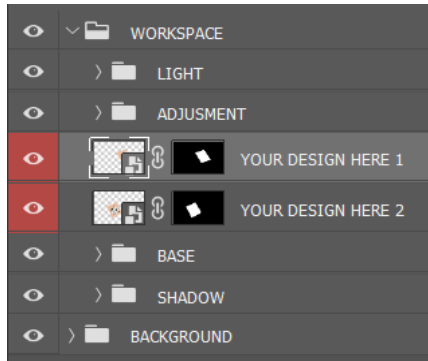 WORKSPACE
LIGHT
ADJUSMENT
YOUR DESIGN HERE 1
YOUR DESIGN HERE 2
BASE
SHADOW
BACKGROUND